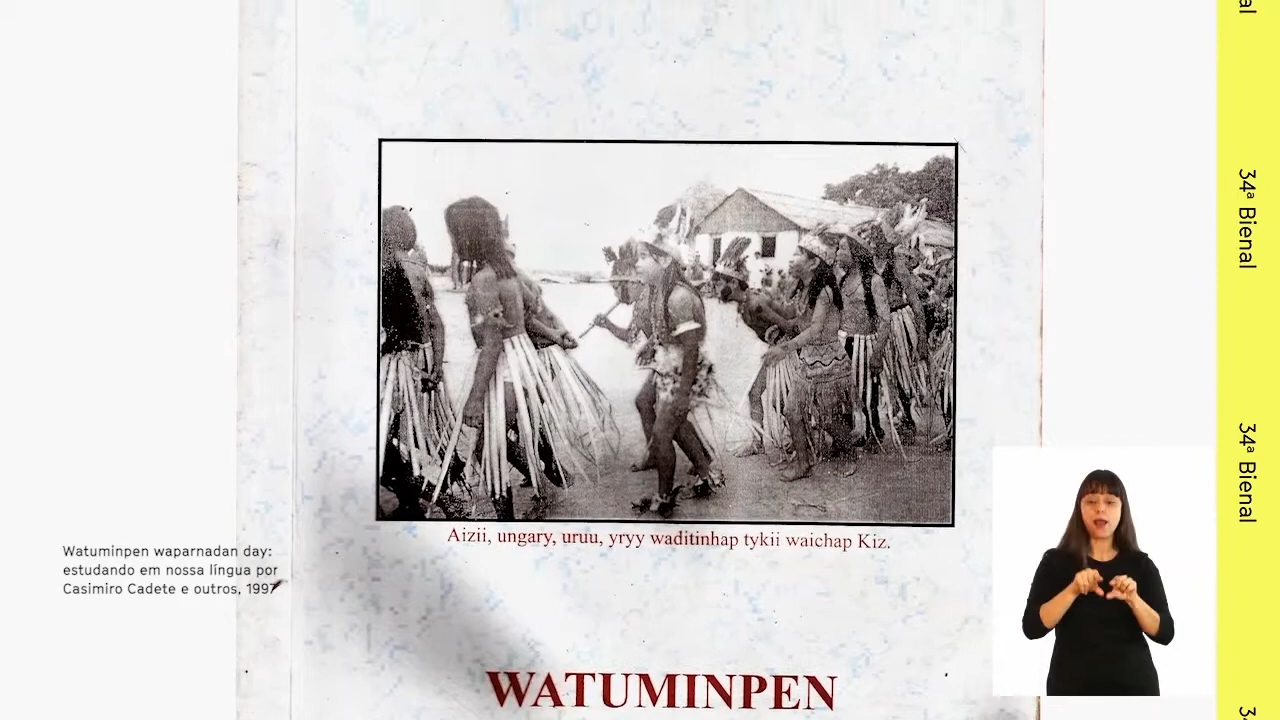 Aizii, ungary, uruu, yryy waditinhap tykii waichap Kiz.
Watuminpen waparnadan day:
estudando em nossa língua por
Casimiro Cadete e outros, 1997
WATUMINPEN
al
34ª Bienal
34ª Bienal